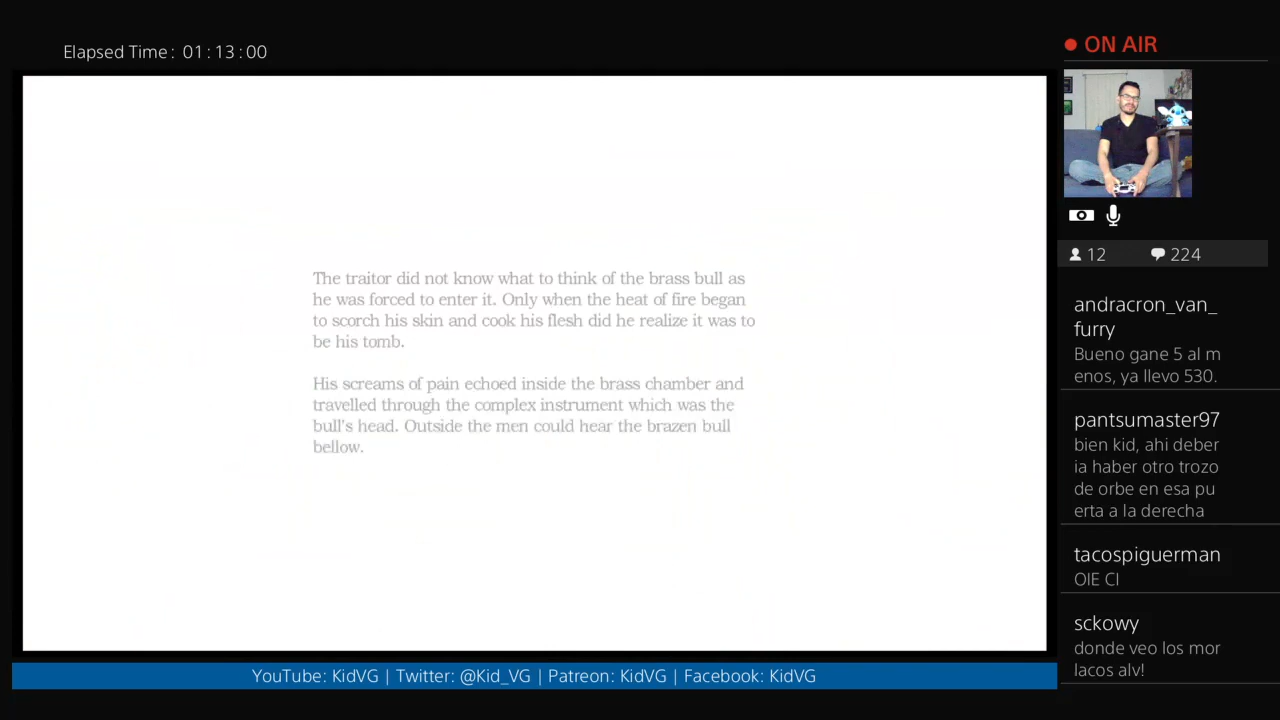 Elapsed Time: 01:13:00
ON AIR
The traitor did not know what to think of the brass bull as
he was forced to enter it. Only when the heat of fire began
to scorch his skin and cook his flesh did he realize it was to
be his tomb.
His screams of pain echoed inside the brass chamber and
travelled through the complex instrument which was the
bull's head. Outside the men could hear the brazen bull
bellow.
12 224
andracron_van_
furry
Bueno gane 5 al m
enos, ya llevo 530.
pantsumaster97
bien kid, ahi deber
ia haber otro trozo
de orbe en esa pu
erta a la derecha
tacospiguerman
OIE CI
sckowy
donde veo los mor
lacos alv!
YouTube: KidVG | Twitter: @Kid_VG | Patreon: KidVG | Facebook: KidVG